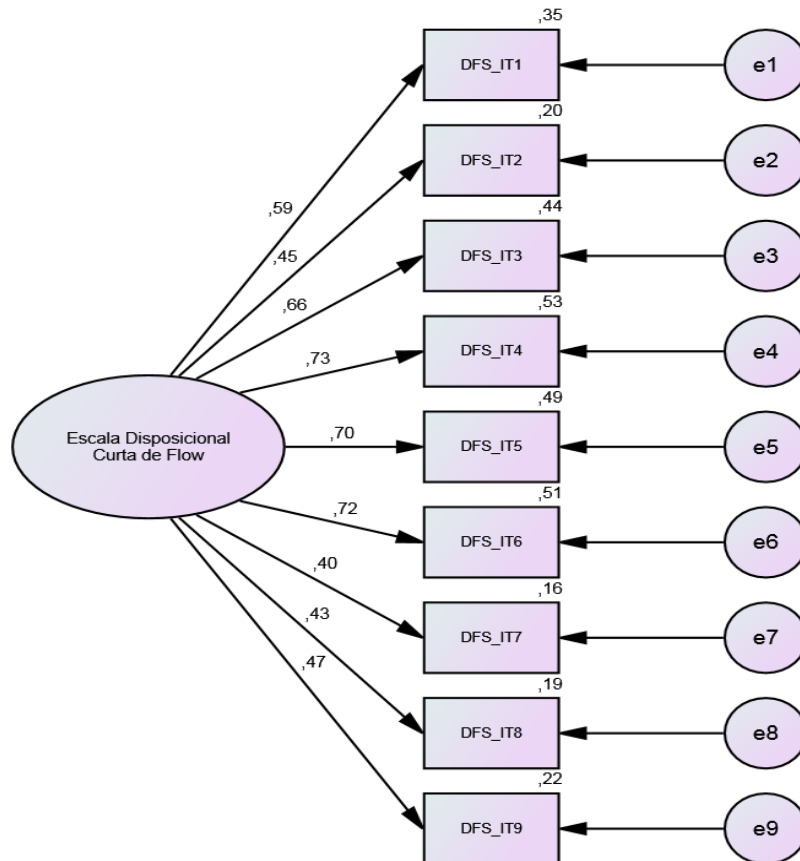 ,35
DFS_IT1
e1
,20
DFS_IT2
e2
,59
,44
,45
DFS_IT3
e3
,66
,53
DFS_IT4
e4
,73
,49
Escala Disposicional
Curta de Flow
,70
DFS_IT5
e5
,51
,72
DFS_IT6
e6
,40
,16
,43
DFS_IT7
e7
,47
,19
DFS_IT8
e8
,22
DFS_IT9
e9